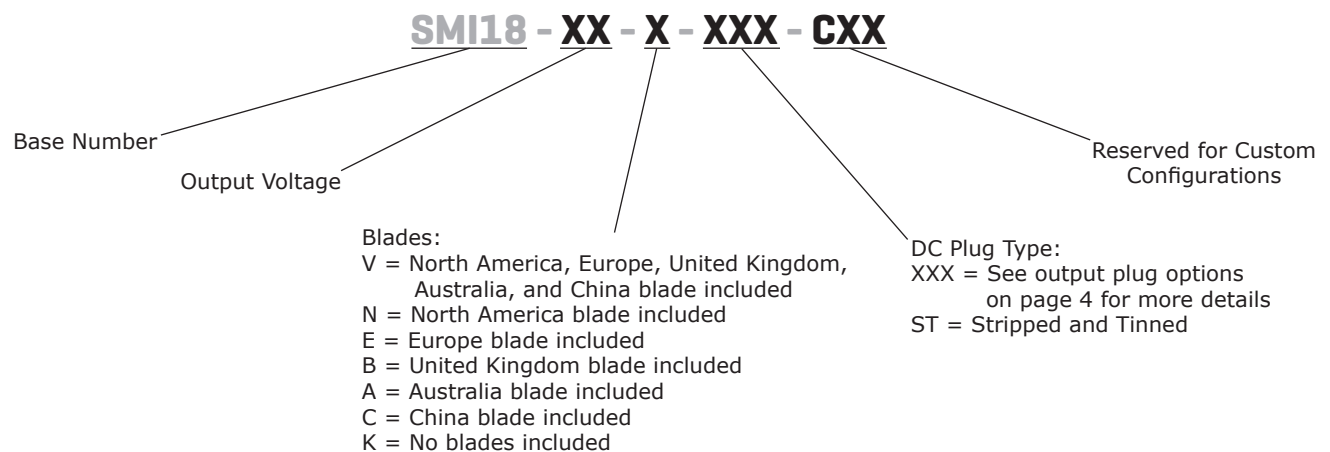 SMI18 - XX - X - XXX - CXX
Base Number
Output Voltage
Blades:
V = North America, Europe, United Kingdom,
Australia, and China blade included
N = North America blade included
E = Europe blade included
B = United Kingdom blade included
A = Australia blade included
C = China blade included
K = No blades included
DC Plug Type:
XXX = See output plug options
on page 4 for more details
ST = Stripped and Tinned
Reserved for Custom
Configurations